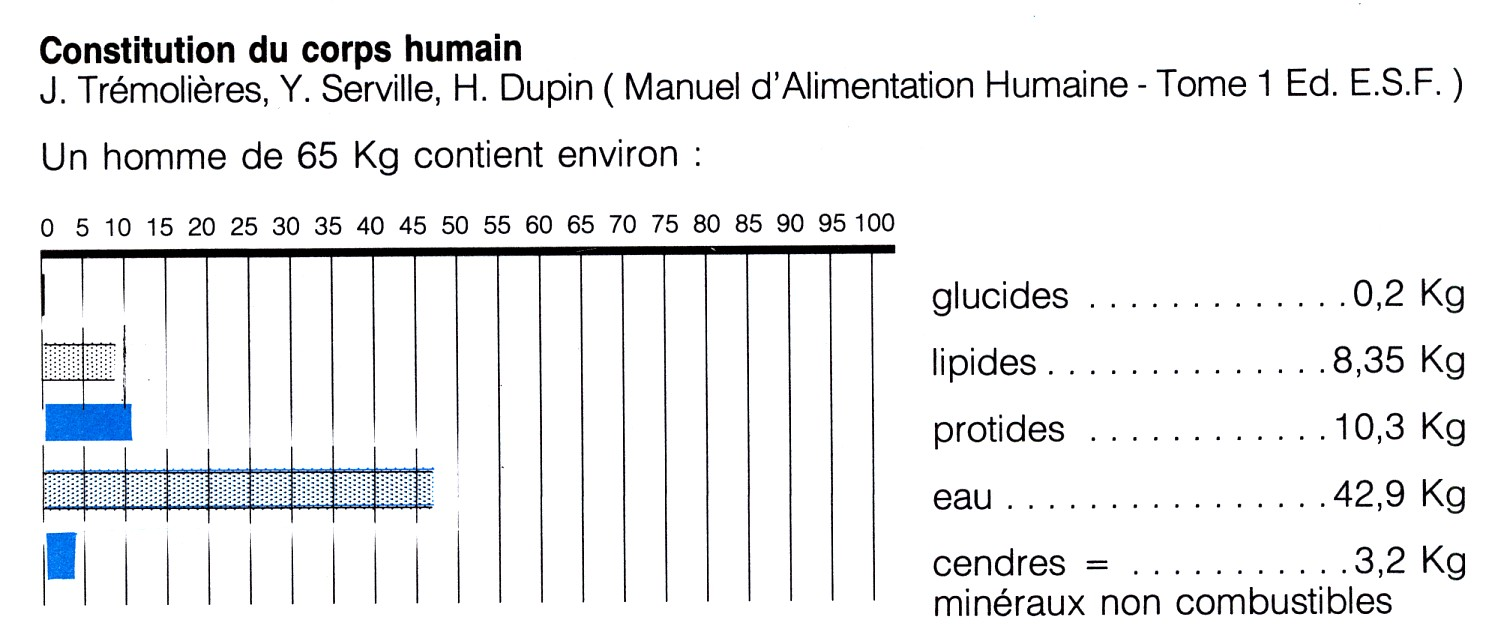 Constitution du corps humain
J. Trémolières, Y. Serville, H. Dupin ( Manuel d'Alimentation Humaine - Tome 1 Ed. E.S.F. )
Un homme de 65 Kg contient environ :
0 5 10 15 20 25 30 35 40 45 50 55 60 65 70 75 80 85 90 95 100
glucides . . . . . . . . . . . . . 0,2 Kg
lipides . . . . . . . . . . . . . . 8,35 Kg
protides . . . . . . . . . . . . 10,3 Kg
eau . . . . . . . . . . . . . . . . 42,9 Kg
cendres = . . . . . . . . . . . 3,2 Kg
minéraux non combustibles